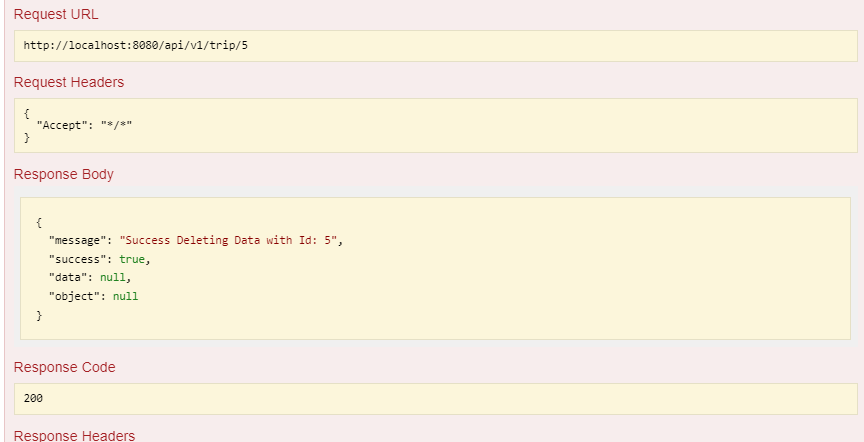 Request URL
http://localhost:8080/api/v1/trip/5
Request Headers
{
  "Accept": "*/*"
}
Response Body
{
  "message": "Success Deleting Data with Id: 5",
  "success": true,
  "data": null,
  "object": null
}
Response Code
200
Response Headers